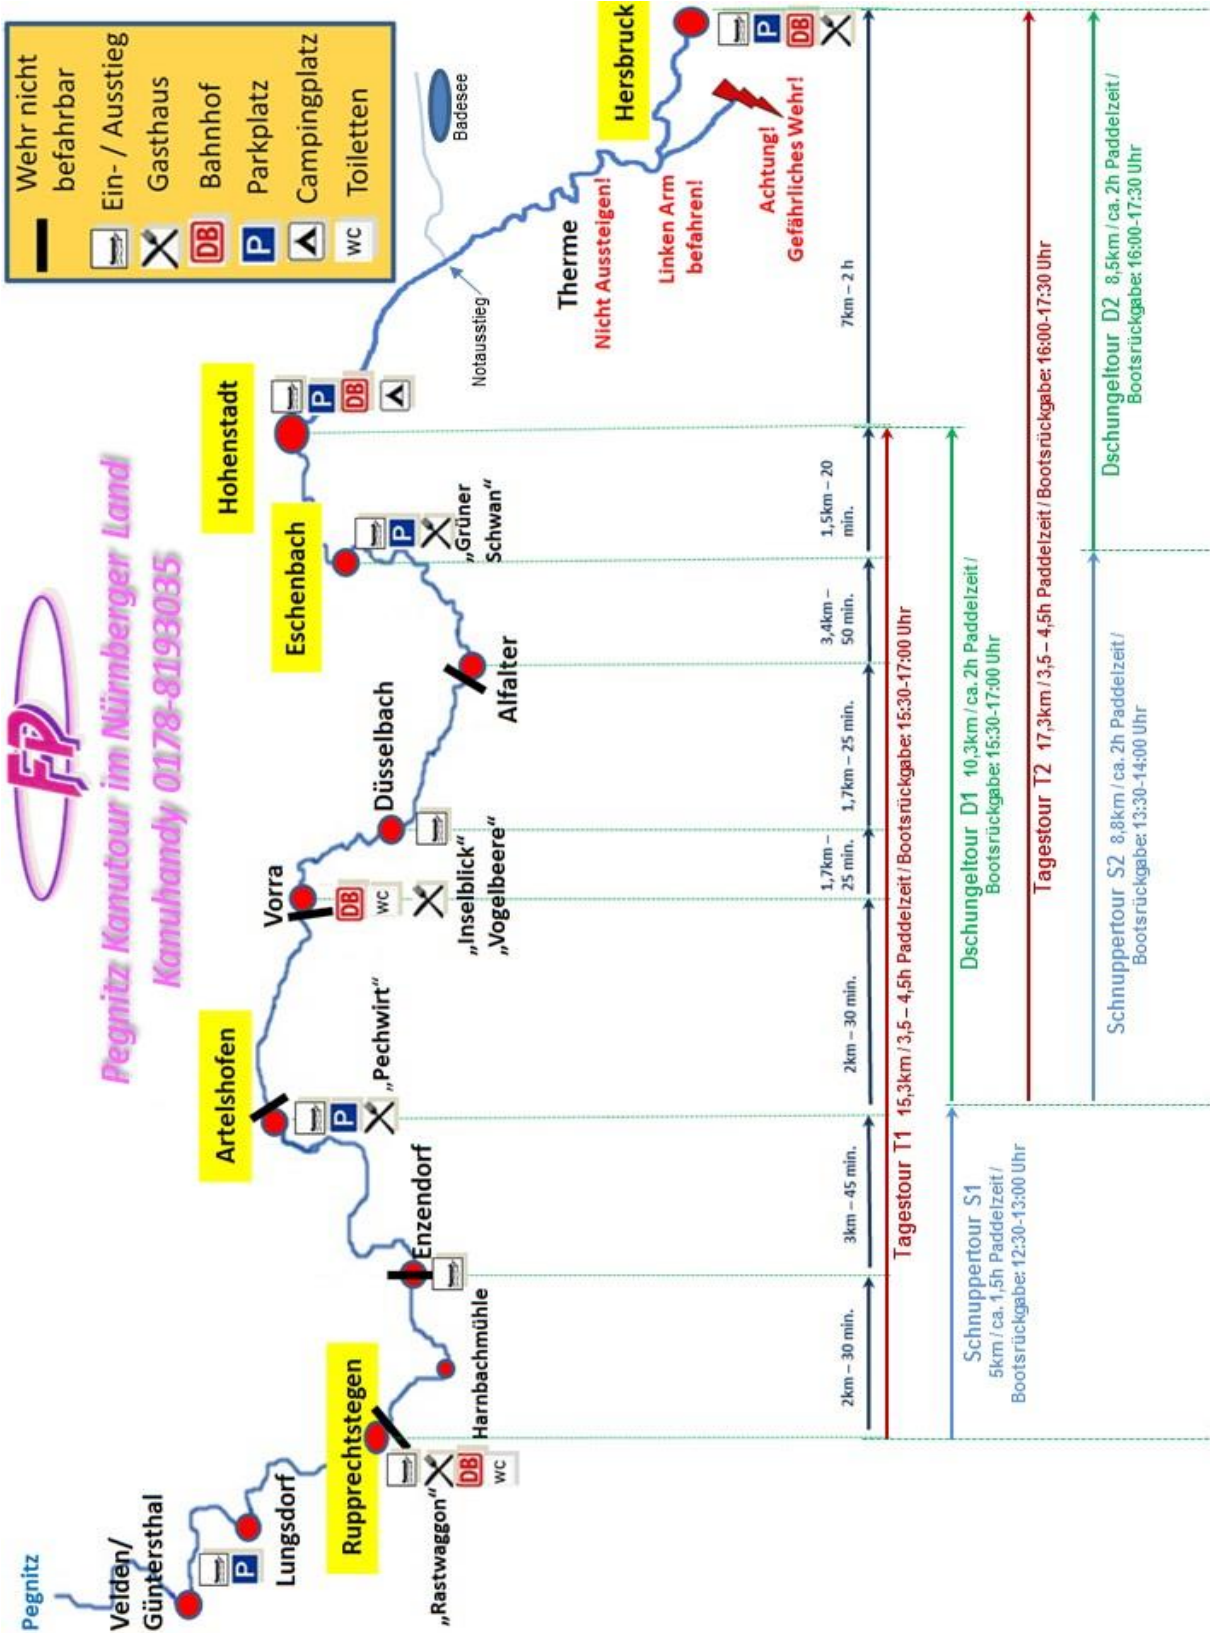 FP
Pegnitz Kanutour im Nürnberger Land
Kanuhandy 0178-8193035
Wehr nicht
befahrbar
Ein- / Ausstieg
Gasthaus
DB Bahnhof
P Parkplatz
Campingplatz
WC Toiletten
Pegnitz
Velden/
Güntersthal
P
Lungsdorf
Rupprechtstegen
DB
WC
„Rastwaggon“
Harnbachmühle
Enzendorf
Artelshofen
P
„Pechwirt“
Vorra
DB
WC
„Inselblick“
„Vogelbeere“
Düsselbach
Alfalter
Eschenbach
P
„Grüner
Schwan“
Hohenstadt
P
DB
Notausstieg
Badesee
Therme
Nicht Aussteigen!
Linken Arm
befahren!
Achtung!
Gefährliches Wehr!
Hersbruck
P
DB
2km – 30 min.
3km – 45 min.
2km – 30 min.
1,7km –
25 min.
1,7km – 25 min.
3,4km –
50 min.
1,5km – 20
min.
7km – 2 h
Tagestour T1 15,3km / 3,5 – 4,5h Paddelzeit / Bootsrückgabe: 15:30-17:00 Uhr
Schnuppertour S1
5km / ca. 1,5h Paddelzeit /
Bootsrückgabe: 12:30-13:00 Uhr
Dschungeltour D1 10,3km / ca. 2h Paddelzeit /
Bootsrückgabe: 15:30-17:00 Uhr
Tagestour T2 17,3km / 3,5 – 4,5h Paddelzeit / Bootsrückgabe: 16:00-17:30 Uhr
Schnuppertour S2 8,8km / ca. 2h Paddelzeit /
Bootsrückgabe: 13:30-14:00 Uhr
Dschungeltour D2 8,5km / ca. 2h Paddelzeit /
Bootsrückgabe: 16:00-17:30 Uhr